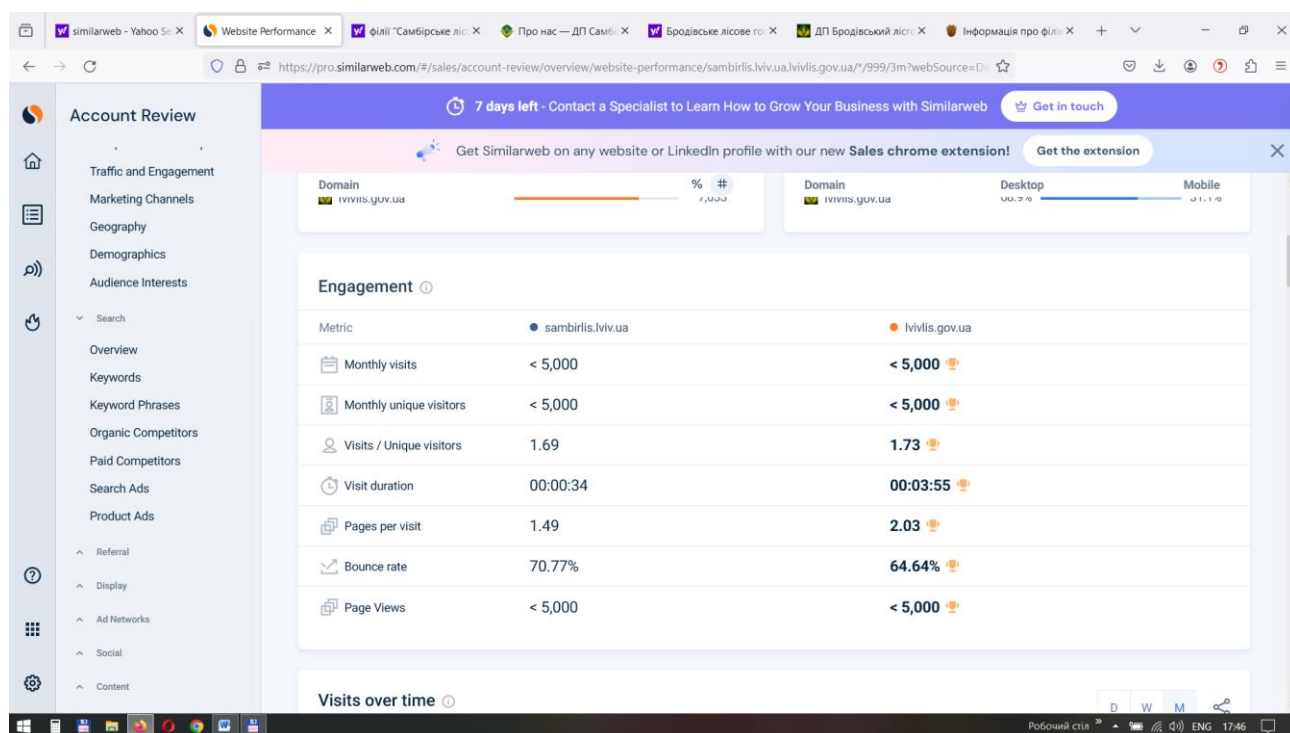 similarweb - Yahoo Se
Website Performance
філії "Самбірське ліс
Про нас — ДП Самбі
Бродівське лісове го
ДП Бродівський лісго
Інформація про філі
https://pro.similarweb.com/#/sales/account-review/overview/website-performance/sambirlis.lviv.ua,lvivlis.gov.ua/*/999/3m?webSource=De
Account Review
7 days left - Contact a Specialist to Learn How to Grow Your Business with Similarweb
Get in touch
Get Similarweb on any website or LinkedIn profile with our new Sales chrome extension!
Get the extension
Traffic and Engagement
Marketing Channels
Geography
Demographics
Audience Interests
Search
Overview
Keywords
Keyword Phrases
Organic Competitors
Paid Competitors
Search Ads
Product Ads
Referral
Display
Ad Networks
Social
Content
Domain % #
lvivlis.gov.ua
Domain Desktop Mobile
lvivlis.gov.ua
Engagement
Metric sambirlis.lviv.ua lvivlis.gov.ua
Monthly visits < 5,000 < 5,000
Monthly unique visitors < 5,000 < 5,000
Visits / Unique visitors 1.69 1.73
Visit duration 00:00:34 00:03:55
Pages per visit 1.49 2.03
Bounce rate 70.77% 64.64%
Page Views < 5,000 < 5,000
Visits over time
D W M
Робочий стіл » ENG 17:46